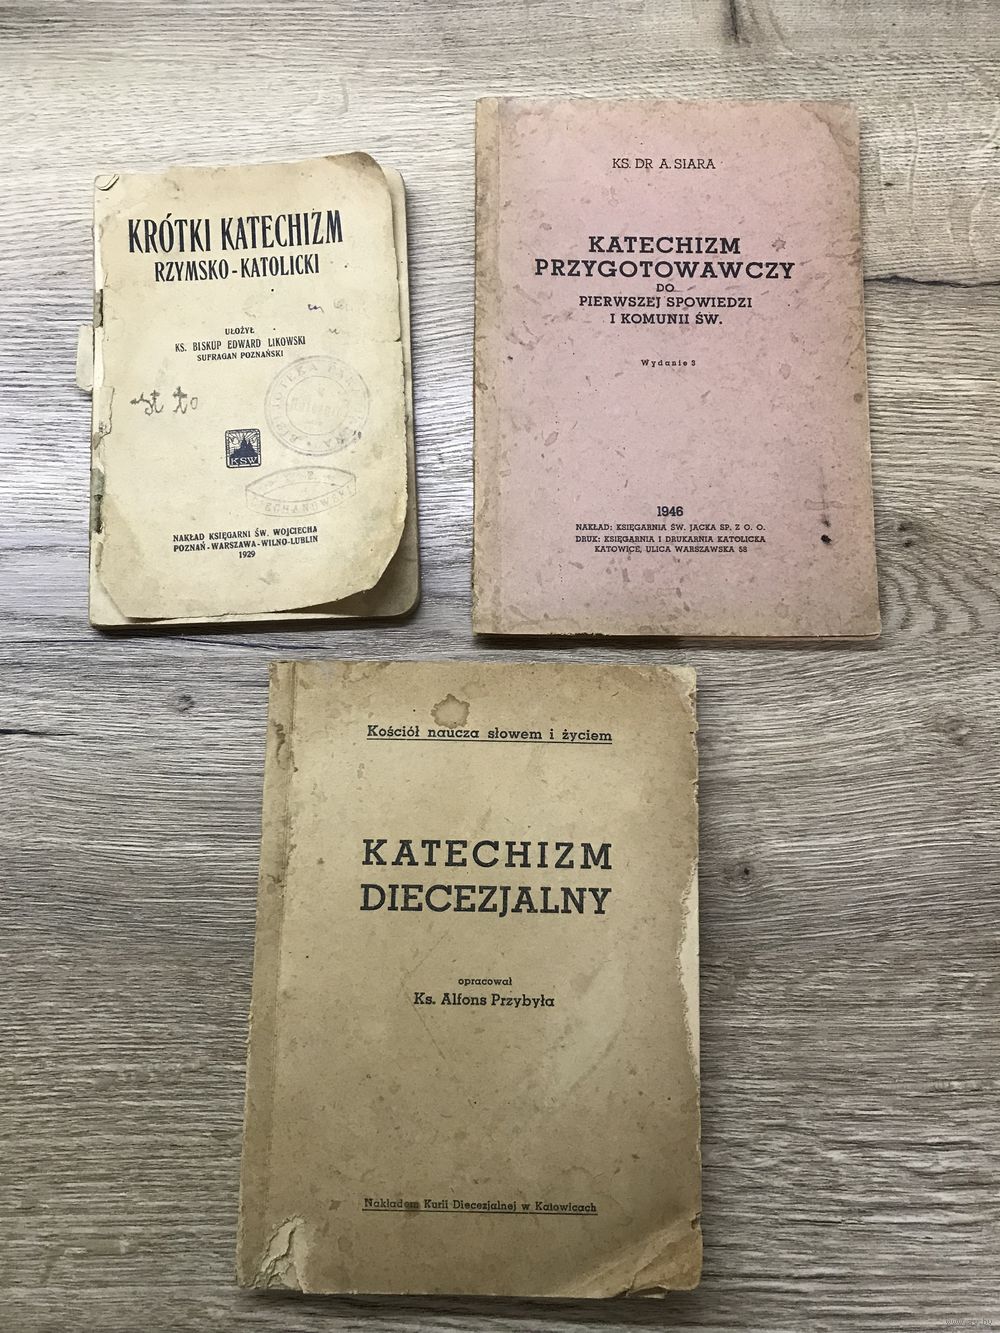 KRÓTKI KATECHIZM
RZYMSKO-KATOLICKI
UŁOŻYŁ
KS. BISKUP EDWARD LIKOWSKI
SUFRAGAN POZNAŃSKI
st to
KSW
NAKŁAD KSIĘGARNI ŚW. WOJCIECHA
POZNAŃ-WARSZAWA-WILNO-LUBLIN
1929
KS. DR A. SIARA
KATECHIZM
PRZYGOTOWAWCZY
DO
PIERWSZEJ SPOWIEDZI
I KOMUNII ŚW.
Wydanie 3
1946
NAKŁAD: KSIĘGARNIA ŚW. JACKA SP. Z O. O.
DRUK: KSIĘGARNIA I DRUKARNIA KATOLICKA
KATOWICE, ULICA WARSZAWSKA 58
Kościół naucza słowem i życiem
KATECHIZM
DIECEZJALNY
opracował
Ks. Alfons Przybyła
Nakładem Kurii Diecezjalnej w Katowicach